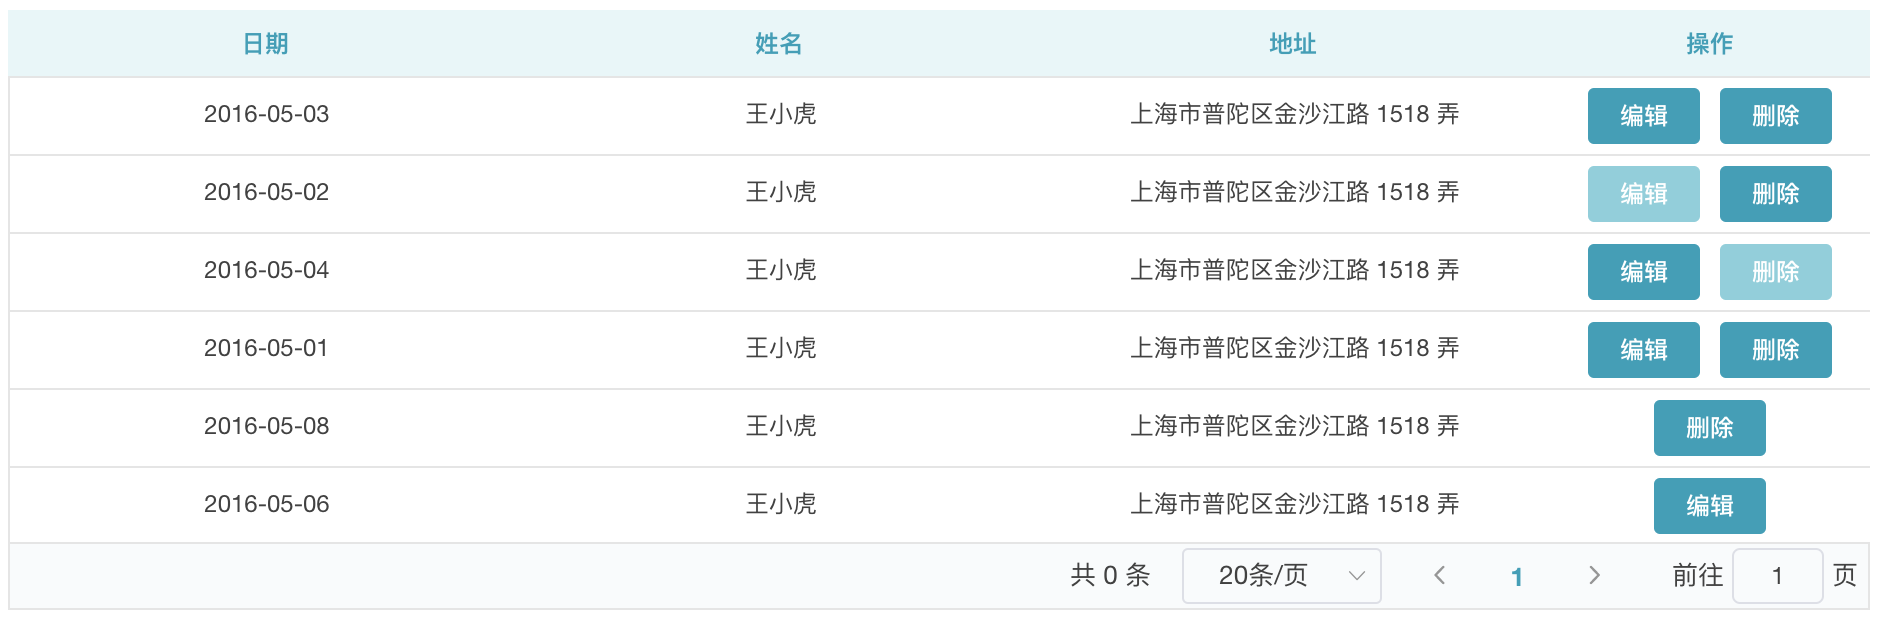 日期 姓名 地址 操作
2016-05-03 王小虎 上海市普陀区金沙江路 1518 弄 编辑 删除
2016-05-02 王小虎 上海市普陀区金沙江路 1518 弄 编辑 删除
2016-05-04 王小虎 上海市普陀区金沙江路 1518 弄 编辑 删除
2016-05-01 王小虎 上海市普陀区金沙江路 1518 弄 编辑 删除
2016-05-08 王小虎 上海市普陀区金沙江路 1518 弄 删除
2016-05-06 王小虎 上海市普陀区金沙江路 1518 弄 编辑
共 0 条 20条/页 1 前往 1 页